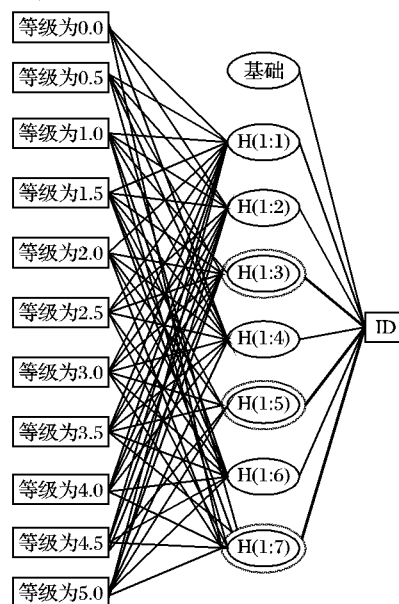 等级为0.0
等级为0.5
等级为1.0
等级为1.5
等级为2.0
等级为2.5
等级为3.0
等级为3.5
等级为4.0
等级为4.5
等级为5.0
基础
H(1:1)
H(1:2)
H(1:3)
H(1:4)
H(1:5)
H(1:6)
H(1:7)
ID